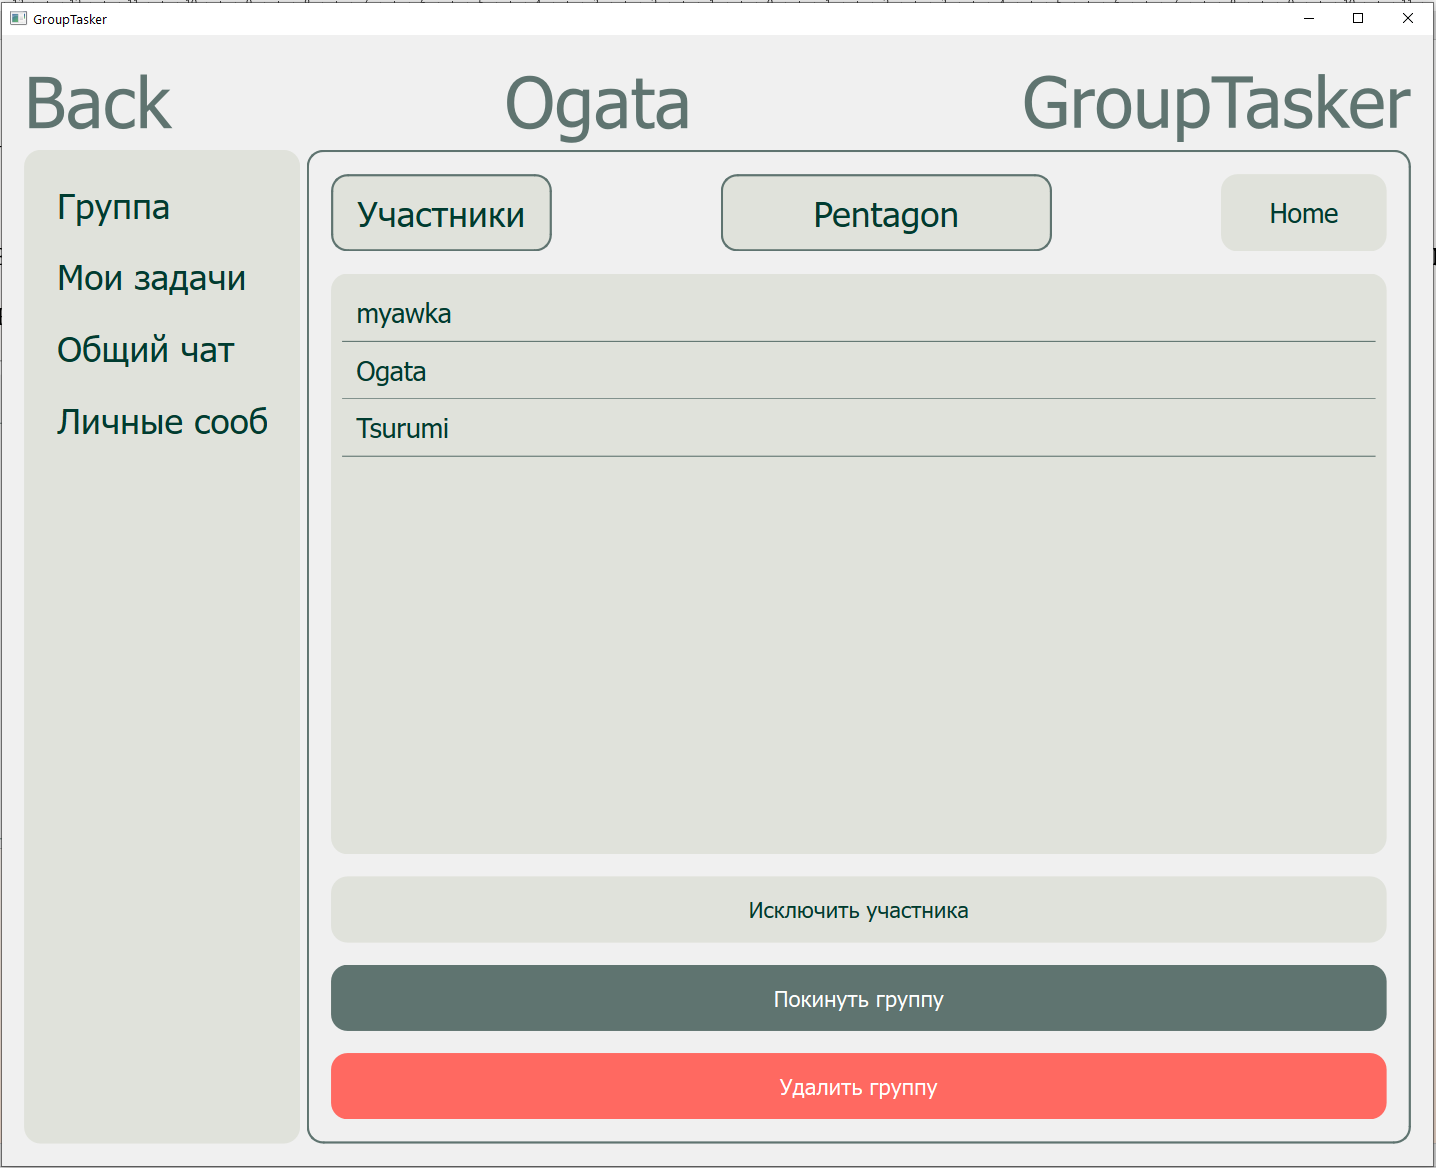 GroupTasker
Back
Ogata
GroupTasker
Группа
Мои задачи
Общий чат
Личные сооб
Участники
Pentagon
Home
myawka
Ogata
Tsurumi
Исключить участника
Покинуть группу
Удалить группу